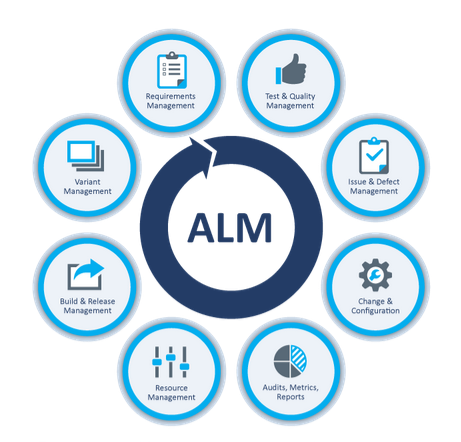 Requirements
Management
Test & Quality
Management
Variant
Management
Issue & Defect
Management
ALM
Build & Release
Management
Change &
Configuration
Resource
Management
Audits, Metrics,
Reports